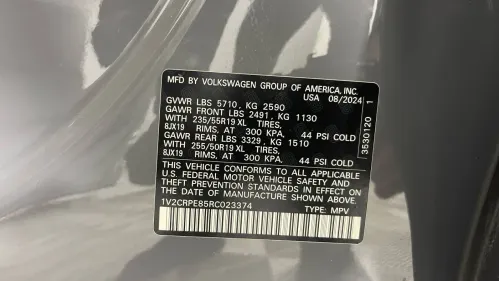 MFD BY VOLKSWAGEN GROUP OF AMERICA, INC.
USA 08/2024
GVWR LBS 5710, KG 2590
GAWR FRONT LBS 2491, KG 1130
WITH 235/55R19 XL TIRES,
8JX19 RIMS, AT 300 KPA, 44 PSI COLD
GAWR REAR LBS 3329, KG 1510
WITH 255/50R19 XL TIRES,
8JX19 RIMS, AT 300 KPA, 44 PSI COLD
THIS VEHICLE CONFORMS TO ALL APPLICABLE
U.S. FEDERAL MOTOR VEHICLE SAFETY STANDARDS IN EFFECT ON
THE DATE OF MANUFACTURE SHOWN ABOVE.
1V2CRPE85RC023374 TYPE: MPV
3530120 1